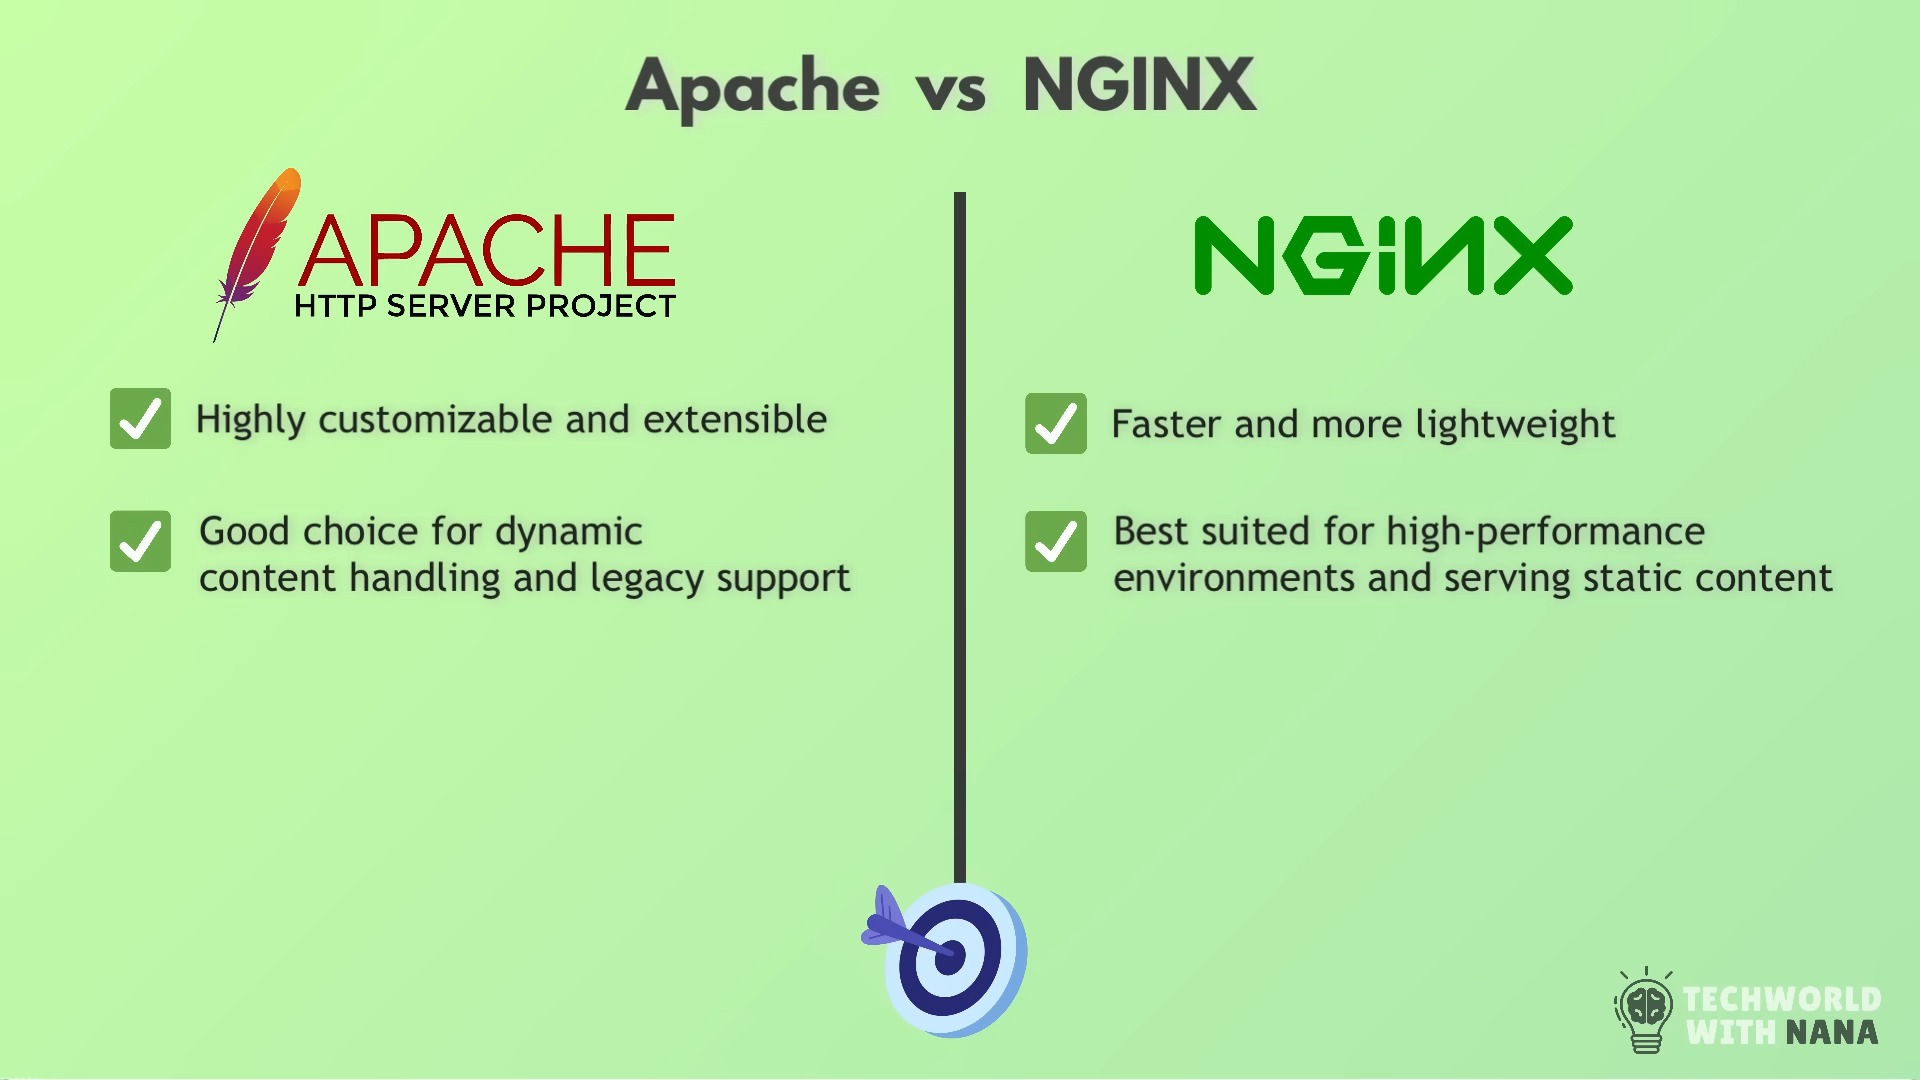 Apache vs NGINX
APACHE
HTTP SERVER PROJECT
Highly customizable and extensible
Good choice for dynamic
content handling and legacy support
NGINX
Faster and more lightweight
Best suited for high-performance
environments and serving static content
TECHWORLD
WITH NANA